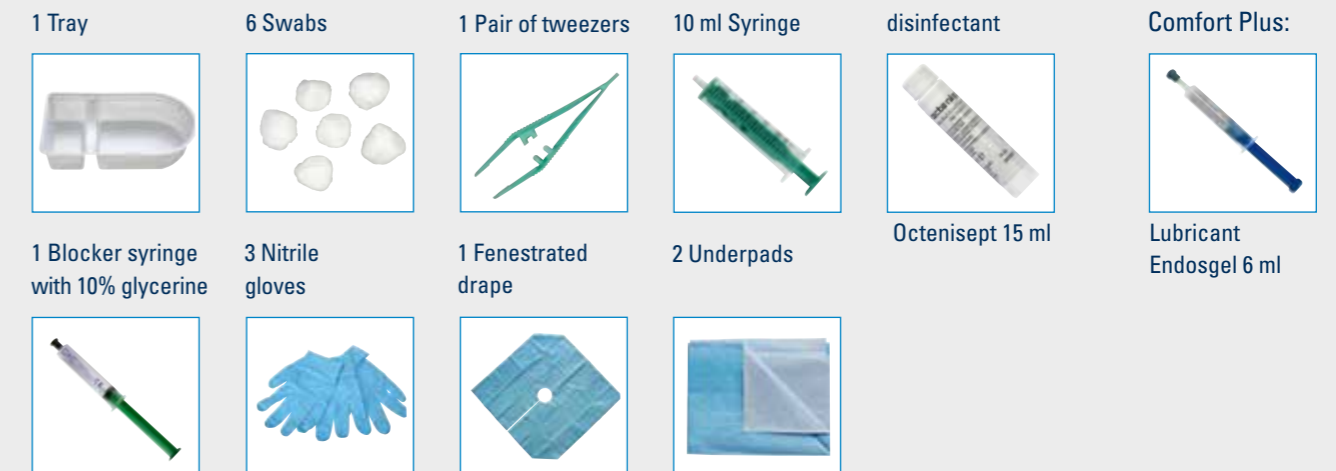 1 Tray
6 Swabs
1 Pair of tweezers
10 ml Syringe
disinfectant
Comfort Plus:
Octenisept 15 ml
Lubricant
Endosgel 6 ml
1 Blocker syringe
with 10% glycerine
3 Nitrile
gloves
1 Fenestrated
drape
2 Underpads